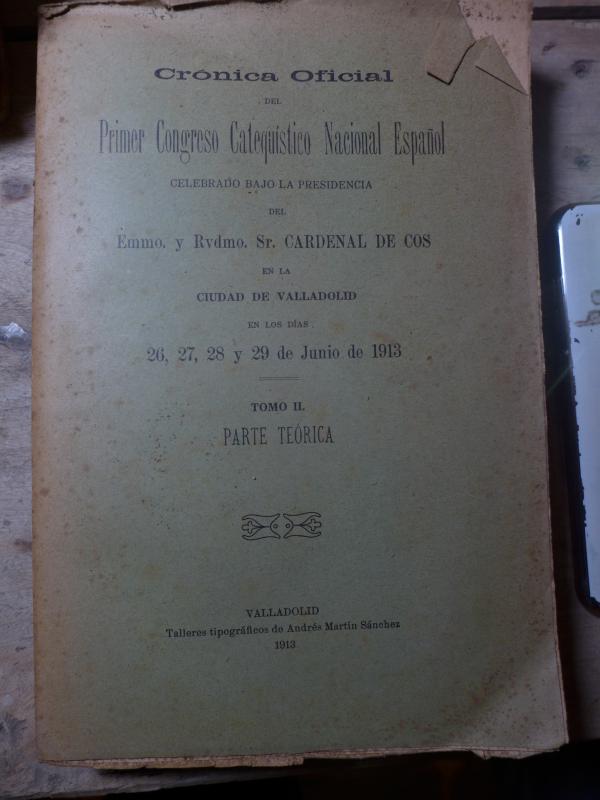 Crónica Oficial
DEL
Primer Congreso Catequístico Nacional Español
CELEBRADO BAJO LA PRESIDENCIA
DEL
Emmo. y Rvdmo. Sr. CARDENAL DE COS
EN LA
CIUDAD DE VALLADOLID
EN LOS DÍAS
26, 27, 28 y 29 de Junio de 1913
TOMO II.
PARTE TEÓRICA
VALLADOLID
Talleres tipográficos de Andrés Martín Sánchez
1913